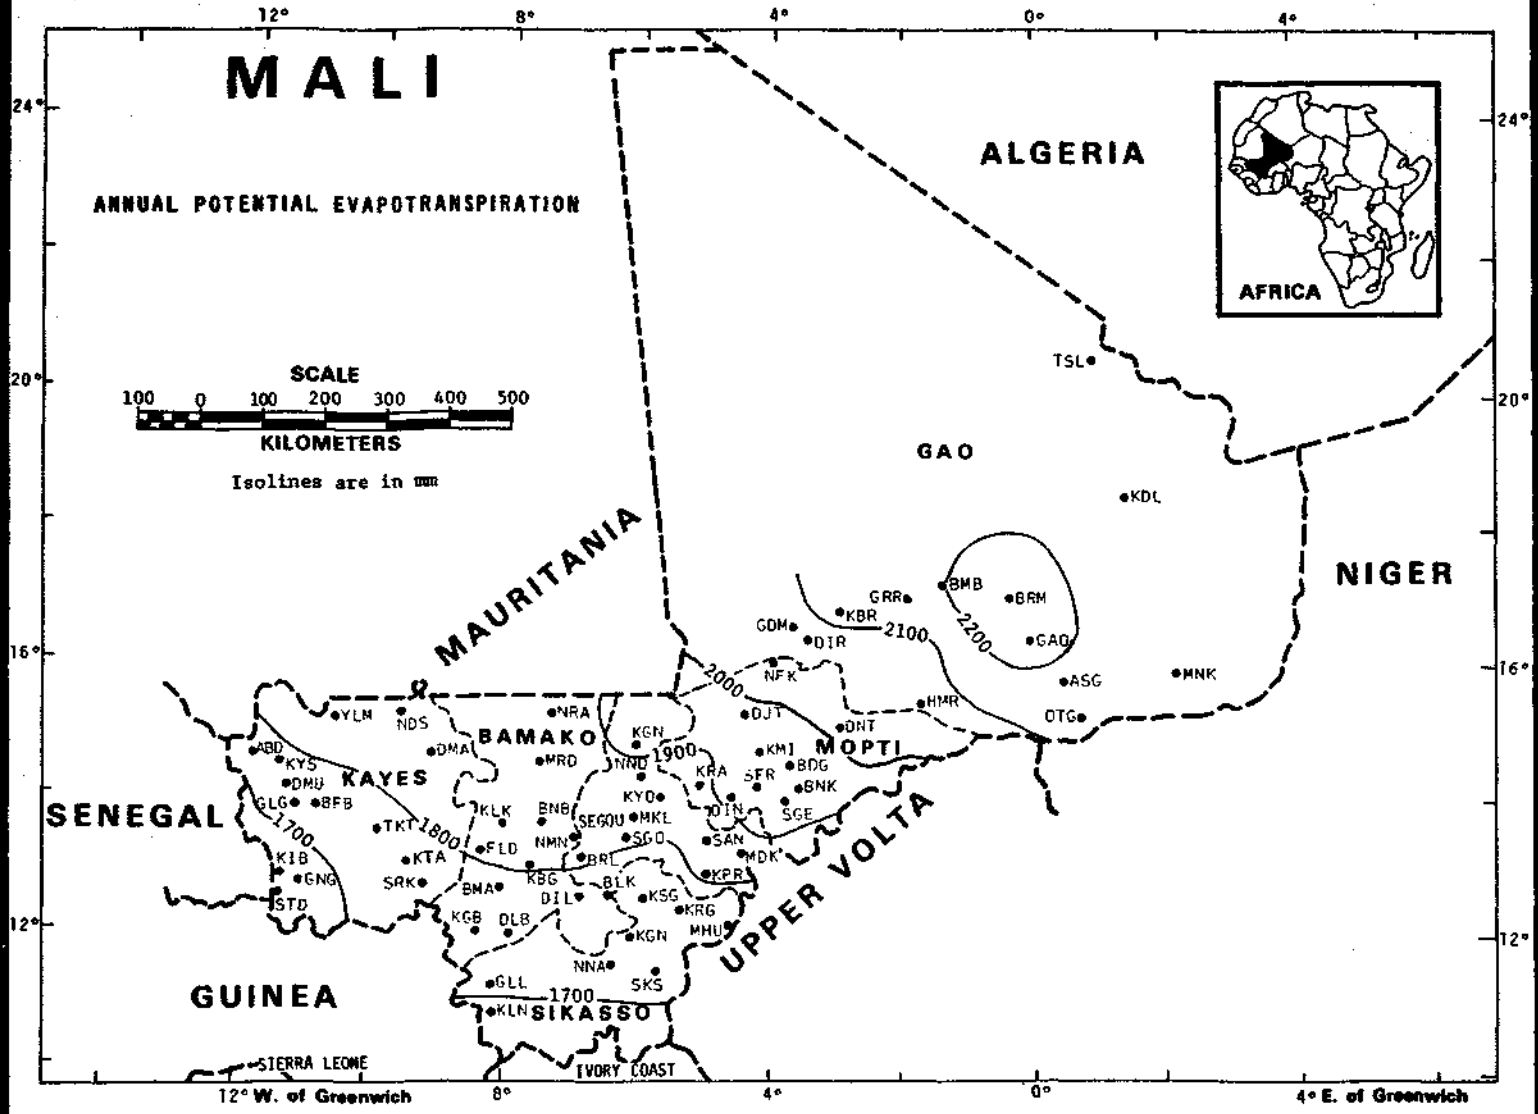 12° 8° 4° 0° 4°
MALI
24° 24°
ALGERIA
ANNUAL POTENTIAL EVAPOTRANSPIRATION
AFRICA
TSL
SCALE
20° 20°
100 0 100 200 300 400 500
KILOMETERS
GAO
Isolines are in mm
KDL
MAURITANIA
NIGER
BMB
GRR BRM
KBR
GDM 2100 2200
DIR GAO
16° 16°
NFK MNK
2000 ASG
HMR
YLM NDS NRA DJT OTG
DNT
KGN
BAMAKO
ABD DMA 1900 KMI MOPTI
KYS MRD NND BDG
KAYES KRA SFR
DMU BNK
GLG BFB KYO DIN
KLK BNB SEGOU MKL SGE
SENEGAL
1700 TKT 1800 NMN SGO SAN
FLD MDK
KIB KTA BRL
GNG SRK KBG BLK KPR
BMA DIL KSG
STD KRG
UPPER VOLTA
12° KGB DLB KGN MHU 12°
NNA
GLL SKS
GUINEA
1700
KLN SIKASSO
SIERRA LEONE
IVORY COAST
12° W. of Greenwich 8° 4° 0° 4° E. of Greenwich